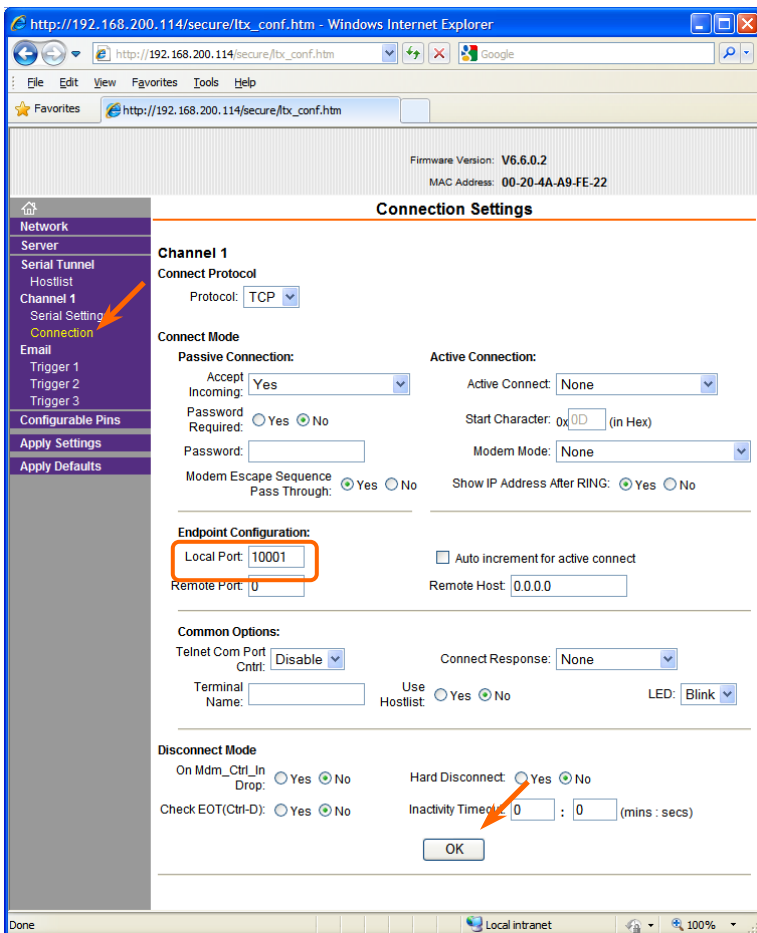 http://192.168.200.114/secure/ltx_conf.htm - Windows Internet Explorer
http://192.168.200.114/secure/ltx_conf.htm
Google
File Edit View Favorites Tools Help
Favorites
http://192.168.200.114/secure/ltx_conf.htm
Firmware Version: V6.6.0.2
MAC Address: 00-20-4A-A9-FE-22
Network
Server
Serial Tunnel
Hostlist
Channel 1
Serial Setting
Connection
Email
Trigger 1
Trigger 2
Trigger 3
Configurable Pins
Apply Settings
Apply Defaults
Connection Settings
Channel 1
Connect Protocol
Protocol: TCP
Connect Mode
Passive Connection:
Accept
Incoming: Yes
Password
Required: Yes No
Password:
Modem Escape Sequence
Pass Through: Yes No
Active Connection:
Active Connect: None
Start Character: 0x 0D (in Hex)
Modem Mode: None
Show IP Address After RING: Yes No
Endpoint Configuration:
Local Port: 10001
Auto increment for active connect
Remote Port: 0
Remote Host: 0.0.0.0
Common Options:
Telnet Com Port
Cntrl: Disable
Connect Response: None
Terminal
Name:
Use
Hostlist: Yes No
LED: Blink
Disconnect Mode
On Mdm_Ctrl_In
Drop: Yes No
Hard Disconnect: Yes No
Check EOT(Ctrl-D): Yes No
Inactivity Timeout: 0 : 0 (mins : secs)
OK
Done
Local intranet
100%